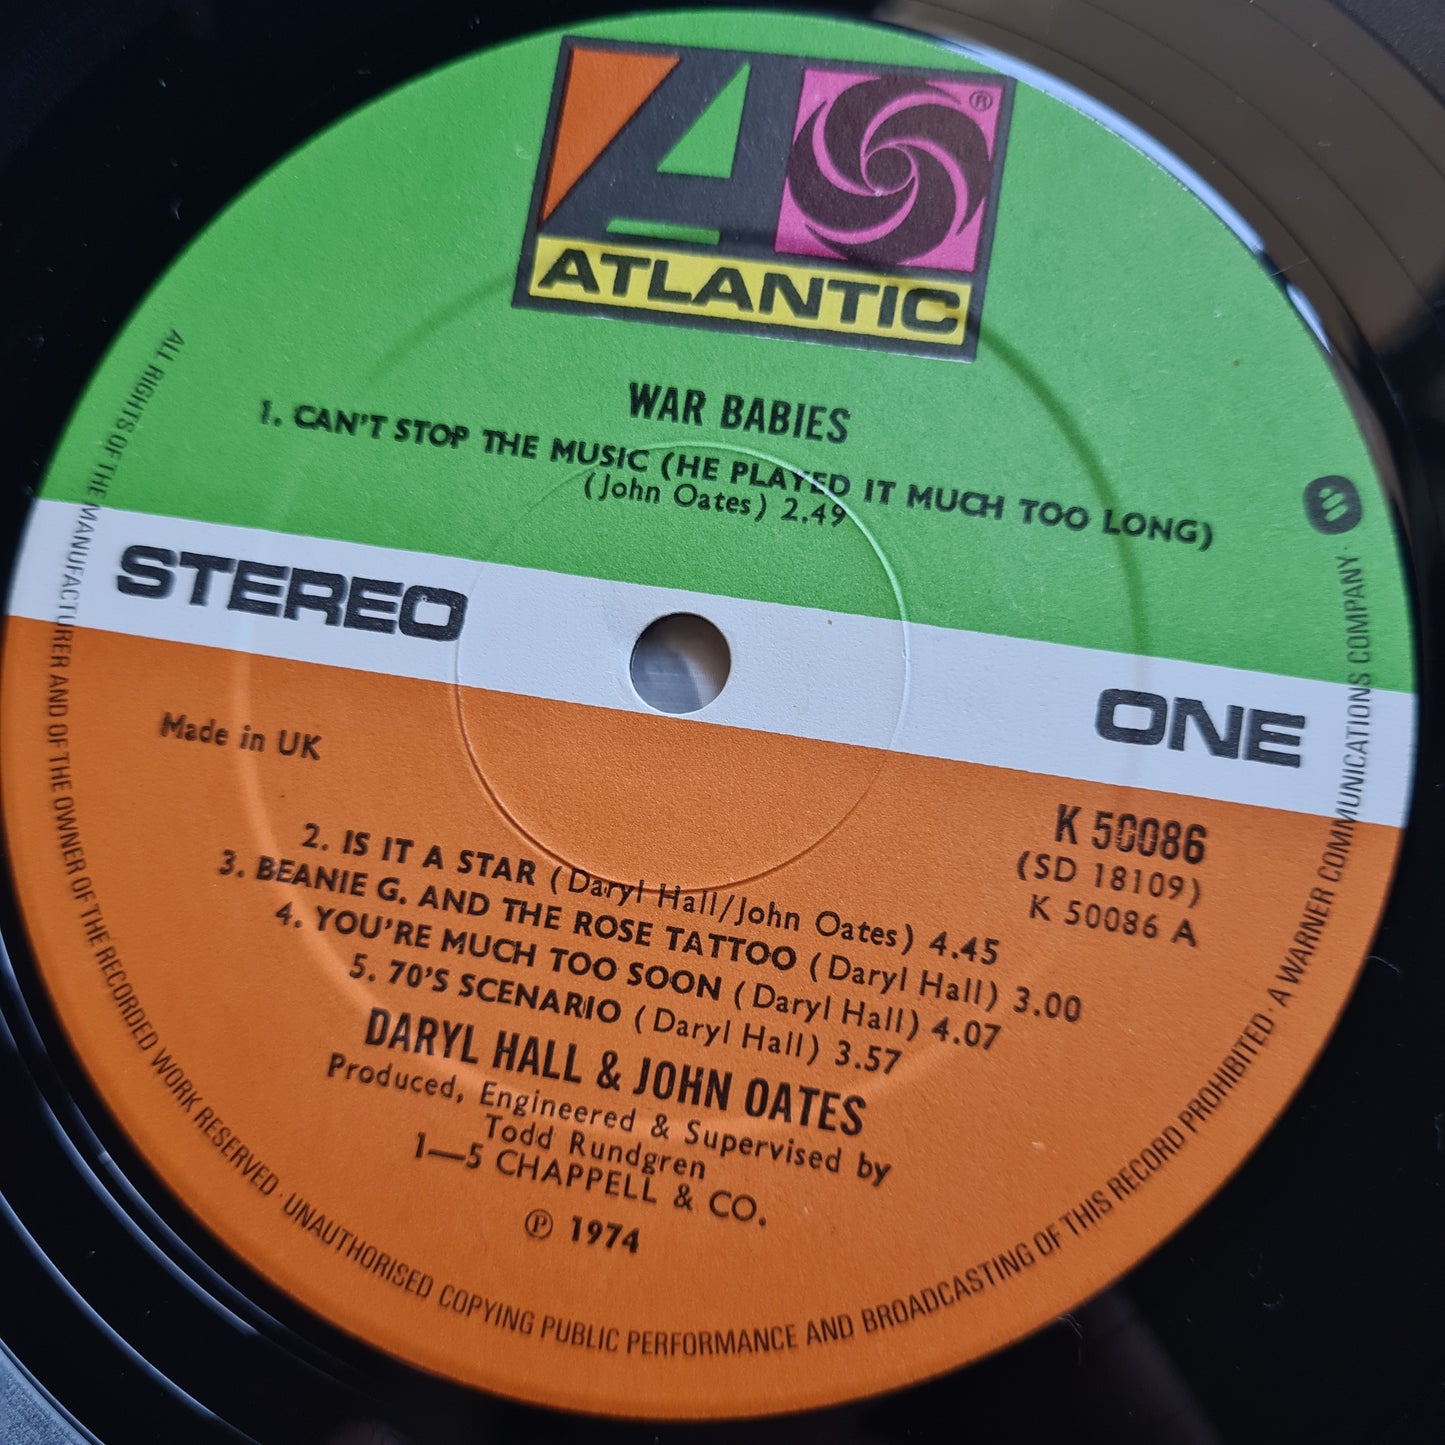 ®
ATLANTIC
WAR BABIES
1. CAN'T STOP THE MUSIC (HE PLAYED IT MUCH TOO LONG)
(John Oates) 2.49
STEREO
ONE
Made in UK
K 50086
(SD 18109)
K 50086 A
2. IS IT A STAR (Daryl Hall/John Oates) 4.45
3. BEANIE G. AND THE ROSE TATTOO (Daryl Hall) 3.00
4. YOU'RE MUCH TOO SOON (Daryl Hall) 4.07
5. 70'S SCENARIO (Daryl Hall) 3.57
DARYL HALL & JOHN OATES
Produced, Engineered & Supervised by
Todd Rundgren
1—5 CHAPPELL & CO.
℗ 1974
ALL RIGHTS OF THE MANUFACTURER AND OF THE OWNER OF THE RECORDED WORK RESERVED · UNAUTHORISED COPYING PUBLIC PERFORMANCE AND BROADCASTING OF THIS RECORD PROHIBITED · A WARNER COMMUNICATIONS COMPANY ·